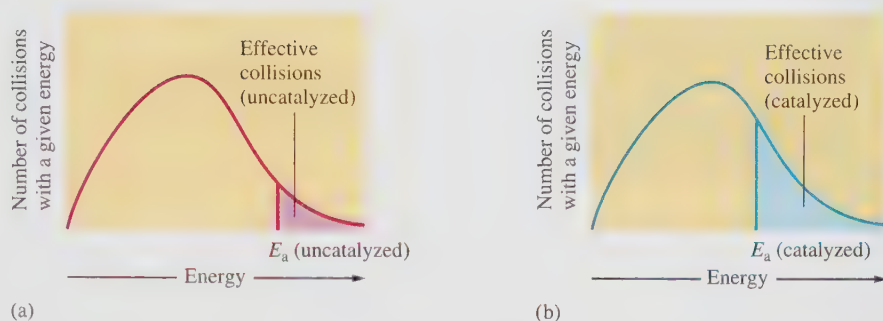 Number of collisions
with a given energy
Effective
collisions
(uncatalyzed)
Eₐ (uncatalyzed)
Energy
(a)
Number of collisions
with a given energy
Effective
collisions
(catalyzed)
Eₐ (catalyzed)
Energy
(b)